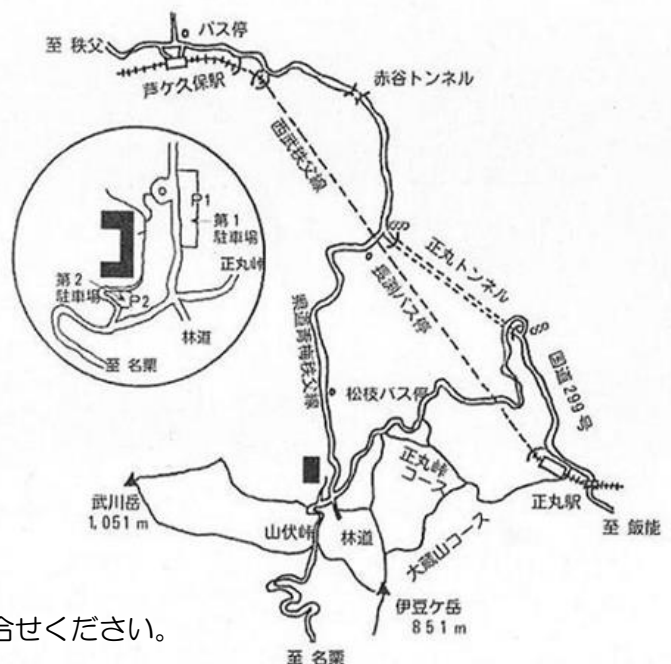 バス停
至 秩父
芦ケ久保駅
赤谷トンネル
西武秩父線
P1
第1
駐車場
正丸峠
第2
駐車場
P2
林道
至 名栗
正丸トンネル
長渕バス停
県道青梅秩父線
国道299号
松枝バス停
正丸峠
コース
正丸駅
至 飯能
武川岳
1,051m
山伏峠
林道
大蔵山コース
伊豆ケ岳
851m
合せください。
至 名栗